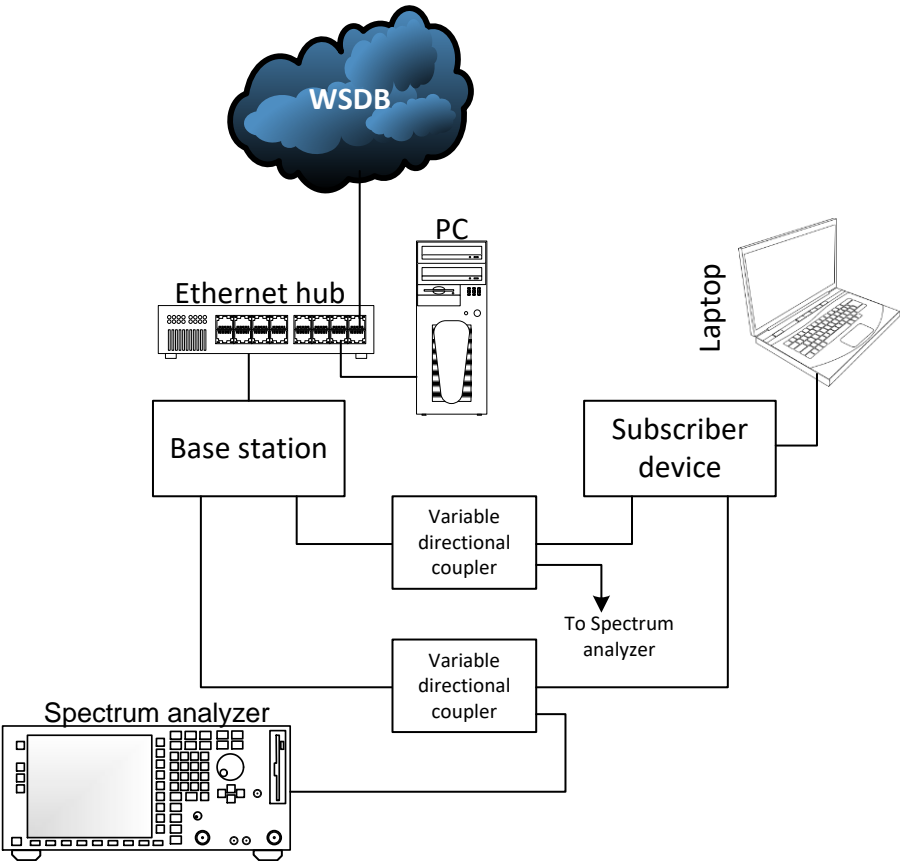 WSDB
PC
Ethernet hub
Laptop
Base station
Subscriber
device
Variable
directional
coupler
To Spectrum
analyzer
Variable
directional
coupler
Spectrum analyzer